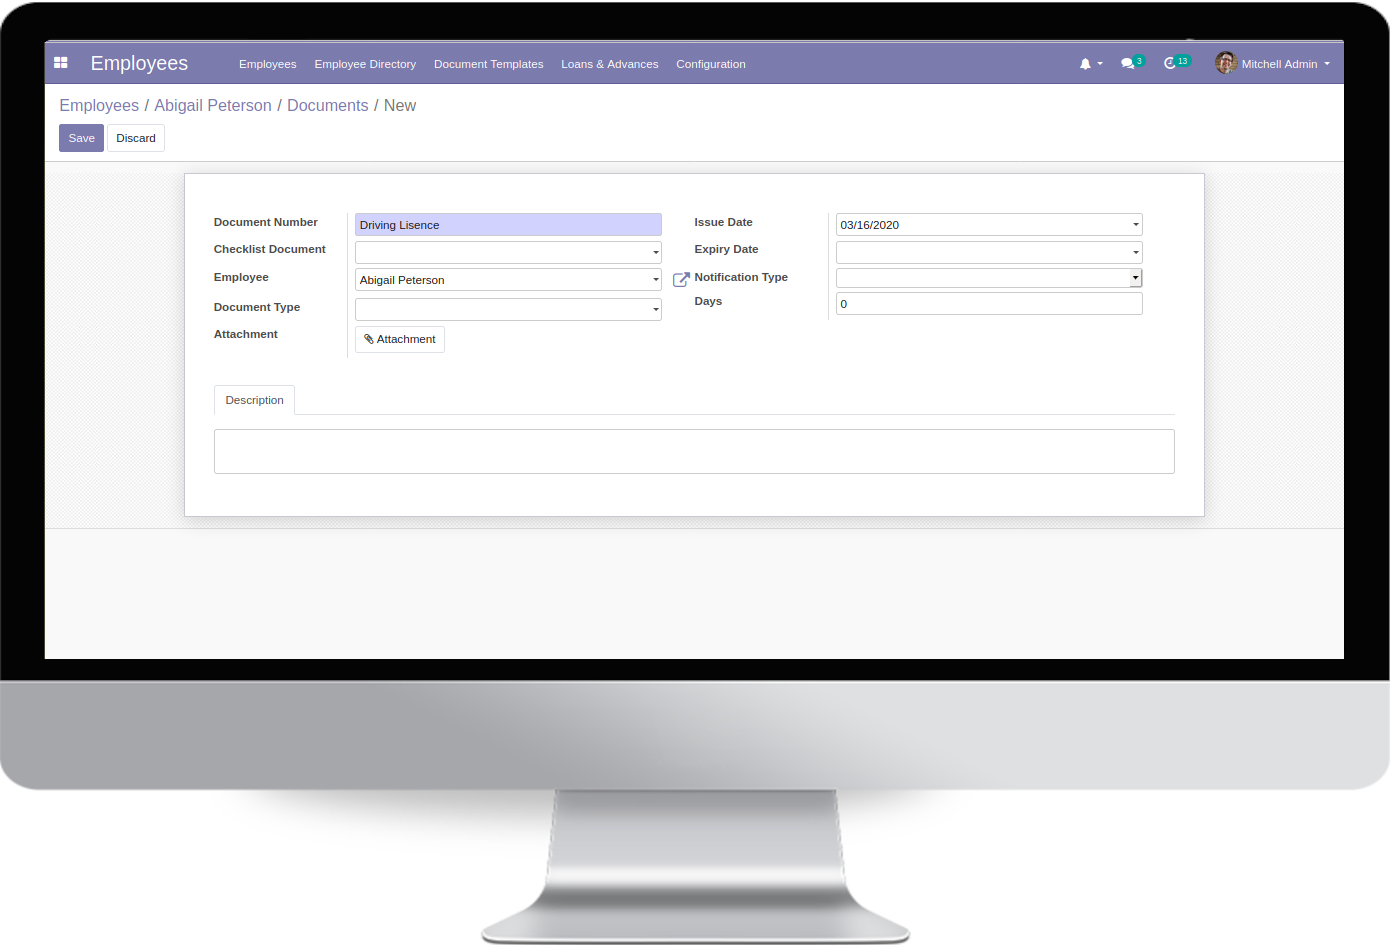 Employees Employees Employee Directory Document Templates Loans & Advances Configuration 3 13 Mitchell Admin
Employees / Abigail Peterson / Documents / New
Save Discard
Document Number Driving Lisence Issue Date 03/16/2020
Checklist Document Expiry Date
Employee Abigail Peterson Notification Type
Document Type Days 0
Attachment Attachment
Description